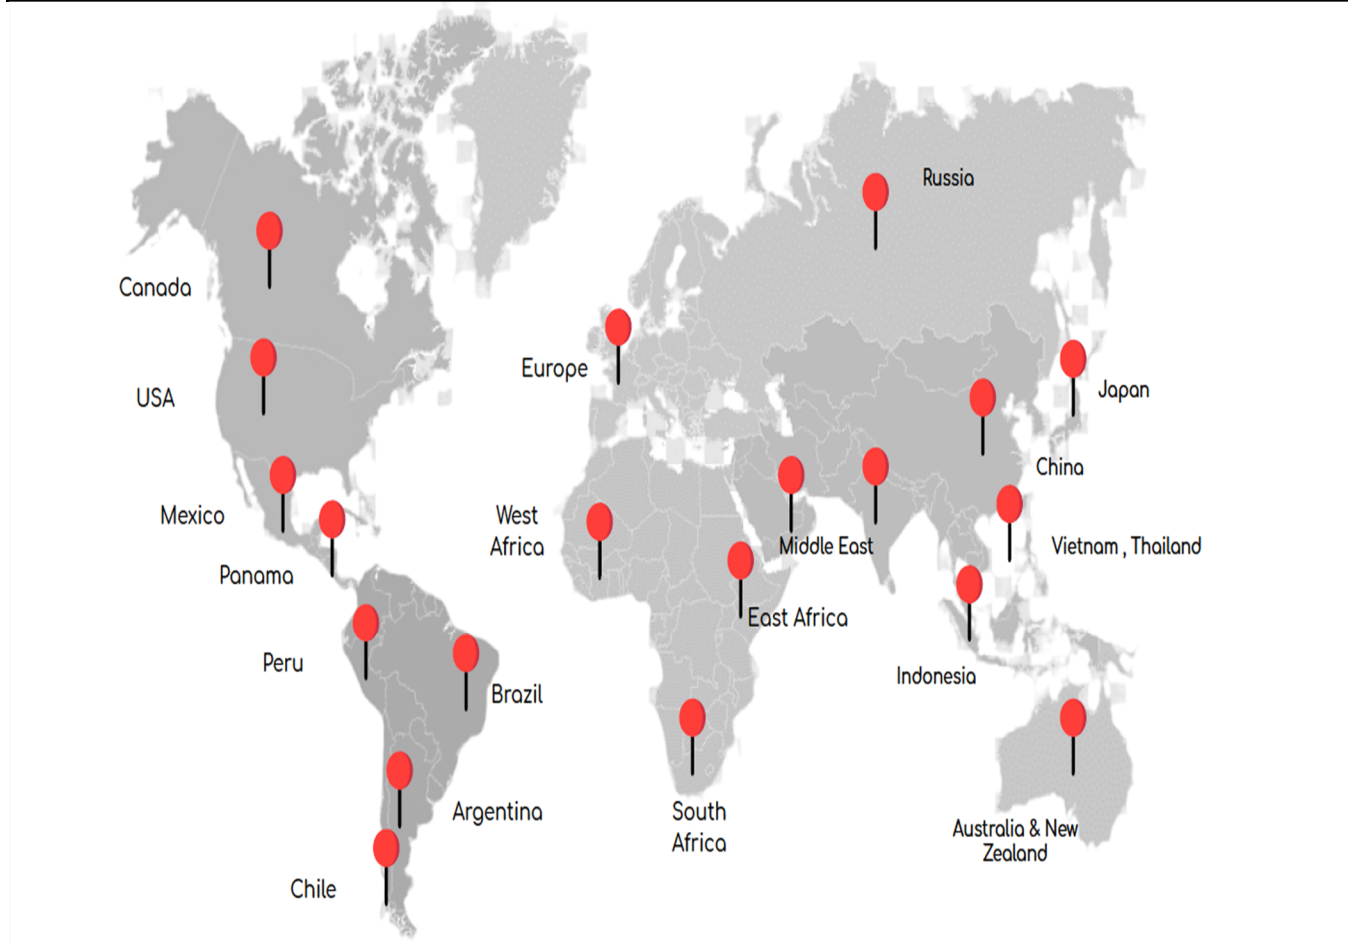 Russia
Canada
Europe
USA
Japan
China
Mexico
West
Africa
Middle East
Vietnam , Thailand
Panama
East Africa
Peru
Indonesia
Brazil
Argentina
South
Africa
Australia & New
Zealand
Chile